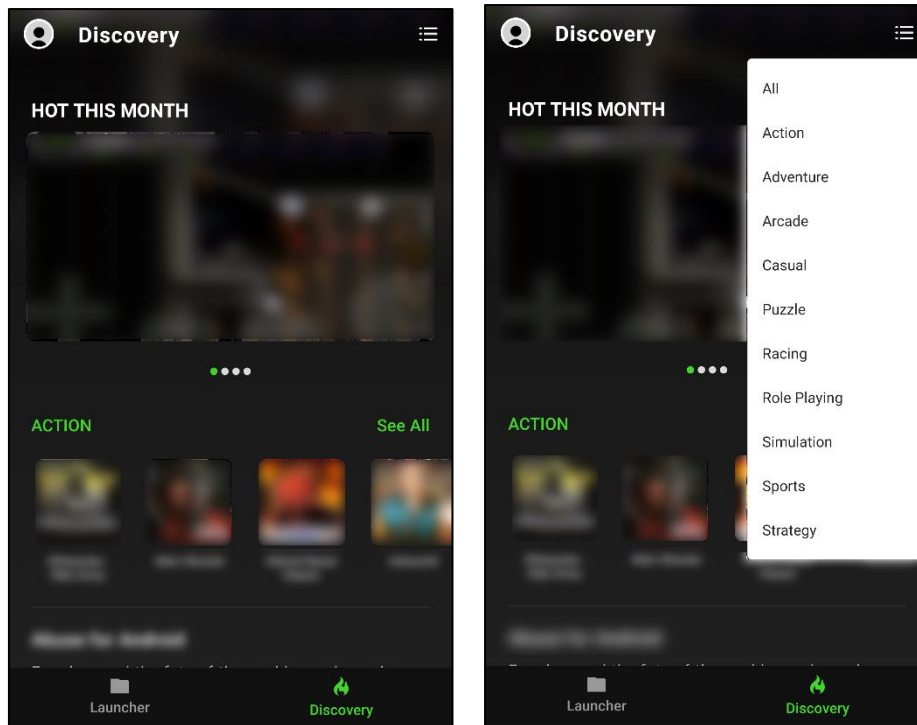 Discovery
HOT THIS MONTH
ACTION
See All
Launcher
Discovery
Discovery
HOT THIS MONTH
All
Action
Adventure
Arcade
Casual
Puzzle
Racing
Role Playing
Simulation
Sports
Strategy
ACTION
Launcher
Discovery